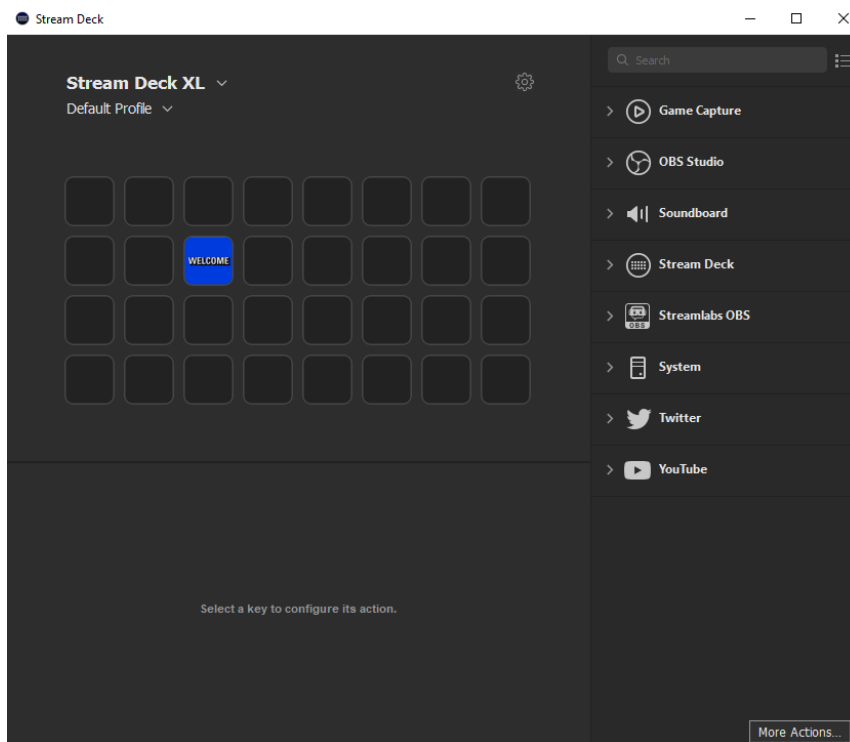 Stream Deck
Stream Deck XL
Default Profile
WELCOME
Select a key to configure its action.
Search
Game Capture
OBS Studio
Soundboard
Stream Deck
OBS
Streamlabs OBS
System
Twitter
YouTube
More Actions...